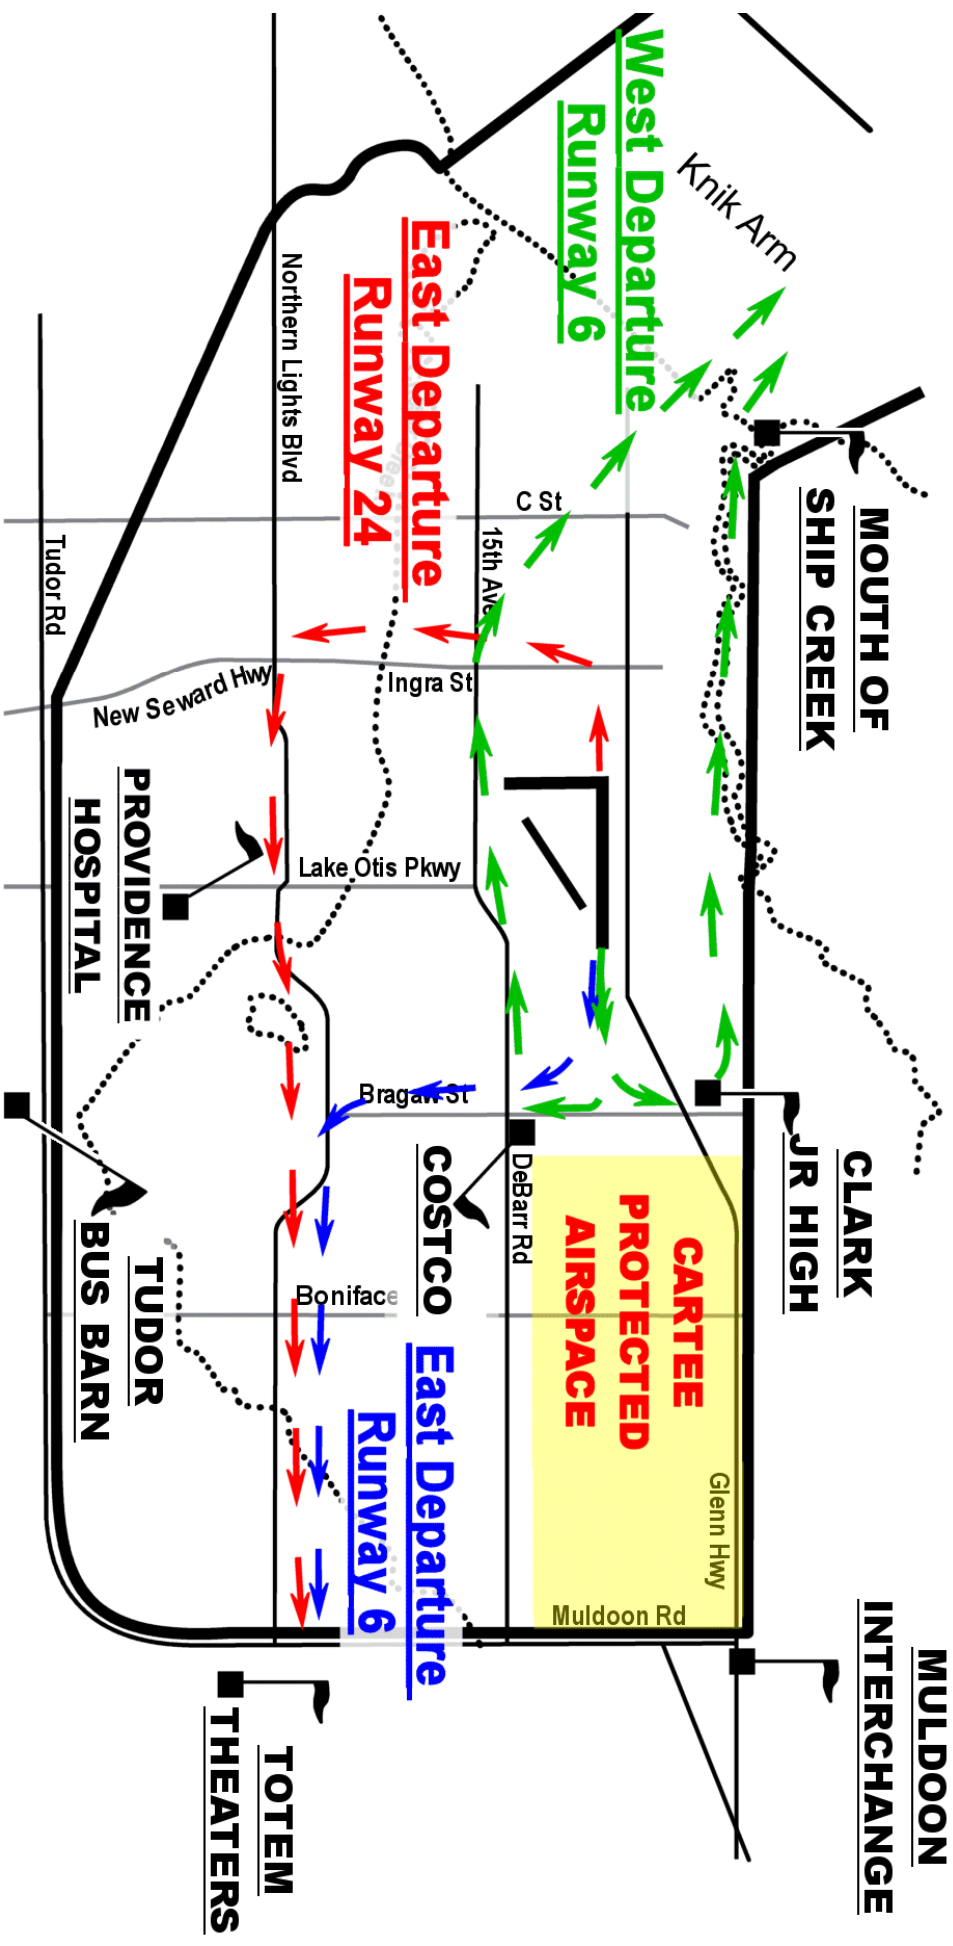 West Departure
Runway 6
Knik Arm
East Departure
Runway 24
Northern Lights Blvd
C St
15th Ave
Tudor Rd
New Seward Hwy
Ingra St
MOUTH OF
SHIP CREEK
PROVIDENCE
HOSPITAL
Lake Otis Pkwy
Bragaw St
CLARK
JR HIGH
COSTCO
DeBarr Rd
CARTEE
PROTECTED
AIRSPACE
TUDOR
BUS BARN
Boniface
East Departure
Runway 6
Glenn Hwy
Muldoon Rd
MULDOON
INTERCHANGE
TOTEM
THEATERS